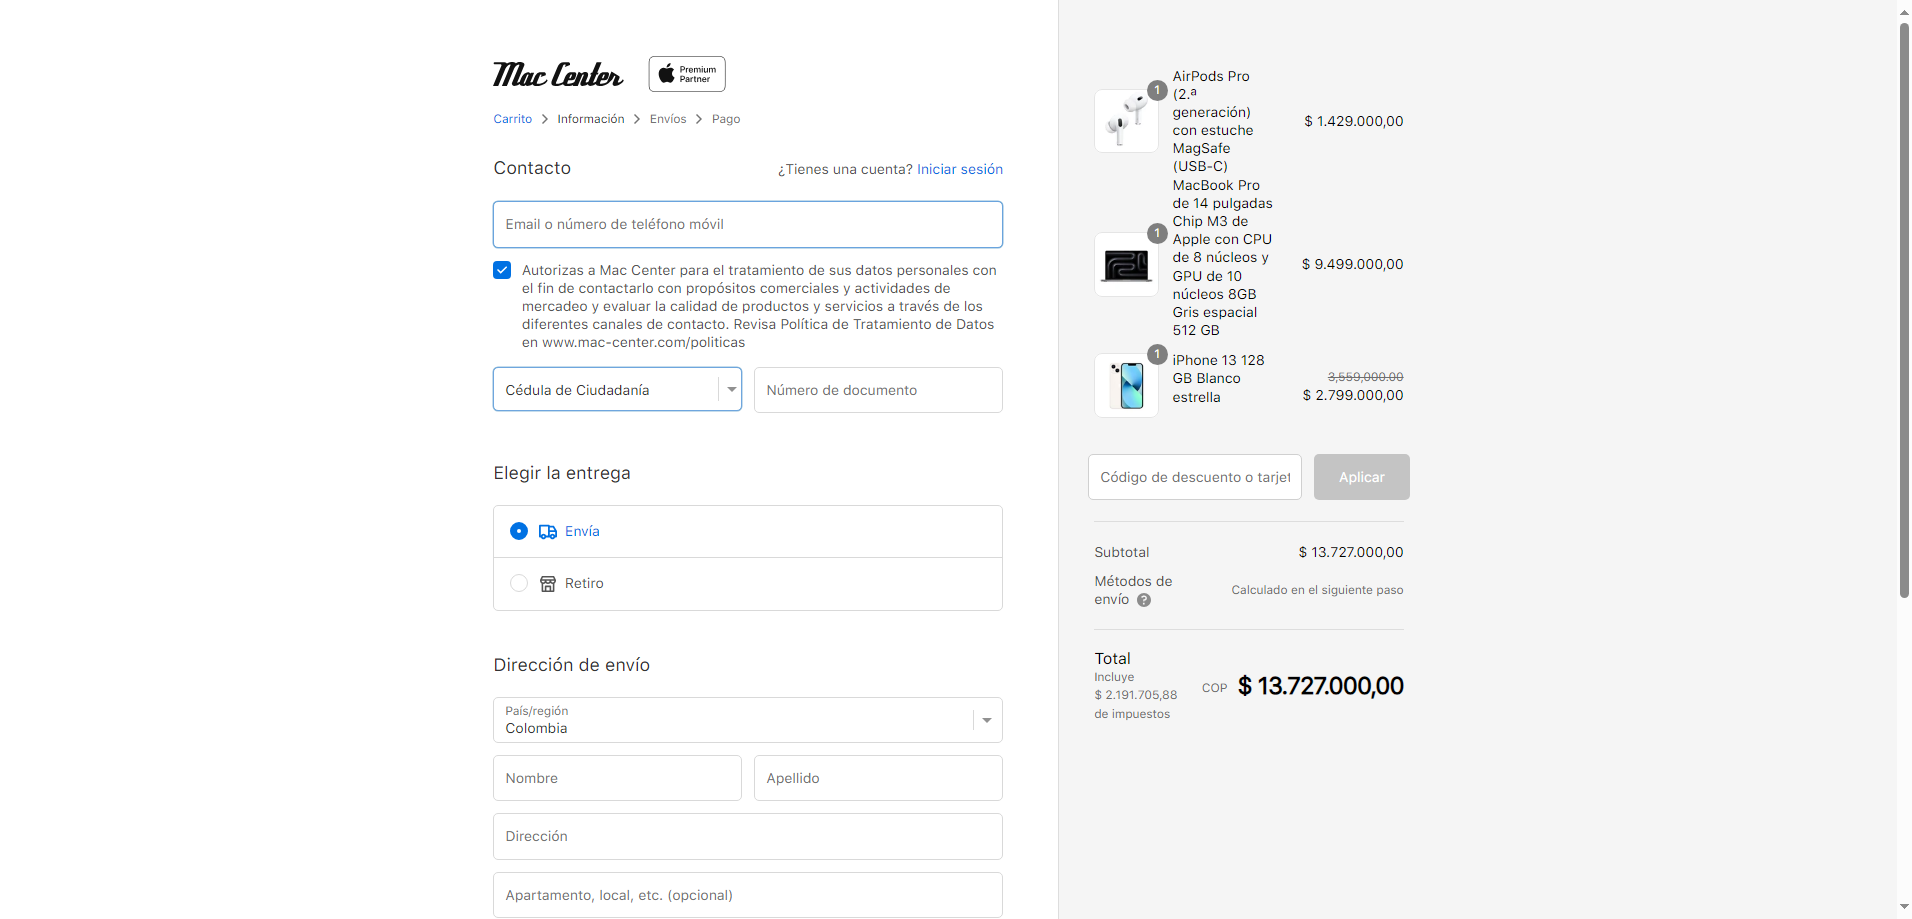 Mac Center
Premium
Partner
Carrito > Información > Envíos > Pago
Contacto
¿Tienes una cuenta? Iniciar sesión
Email o número de teléfono móvil
Autorizas a Mac Center para el tratamiento de sus datos personales con
el fin de contactarlo con propósitos comerciales y actividades de
mercadeo y evaluar la calidad de productos y servicios a través de los
diferentes canales de contacto. Revisa Política de Tratamiento de Datos
en www.mac-center.com/politicas
Cédula de Ciudadanía
Número de documento
Elegir la entrega
Envía
Retiro
Dirección de envío
País/región
Colombia
Nombre
Apellido
Dirección
Apartamento, local, etc. (opcional)
1
AirPods Pro
(2.ª
generación)
con estuche
MagSafe
(USB-C)
$ 1.429.000,00
1
MacBook Pro
de 14 pulgadas
Chip M3 de
Apple con CPU
de 8 núcleos y
GPU de 10
núcleos 8GB
Gris espacial
512 GB
$ 9.499.000,00
1
iPhone 13 128
GB Blanco
estrella
3,559,000.00
$ 2.799.000,00
Código de descuento o tarjet
Aplicar
Subtotal
$ 13.727.000,00
Métodos de
envío ?
Calculado en el siguiente paso
Total
Incluye
$ 2.191.705,88
de impuestos
COP $ 13.727.000,00